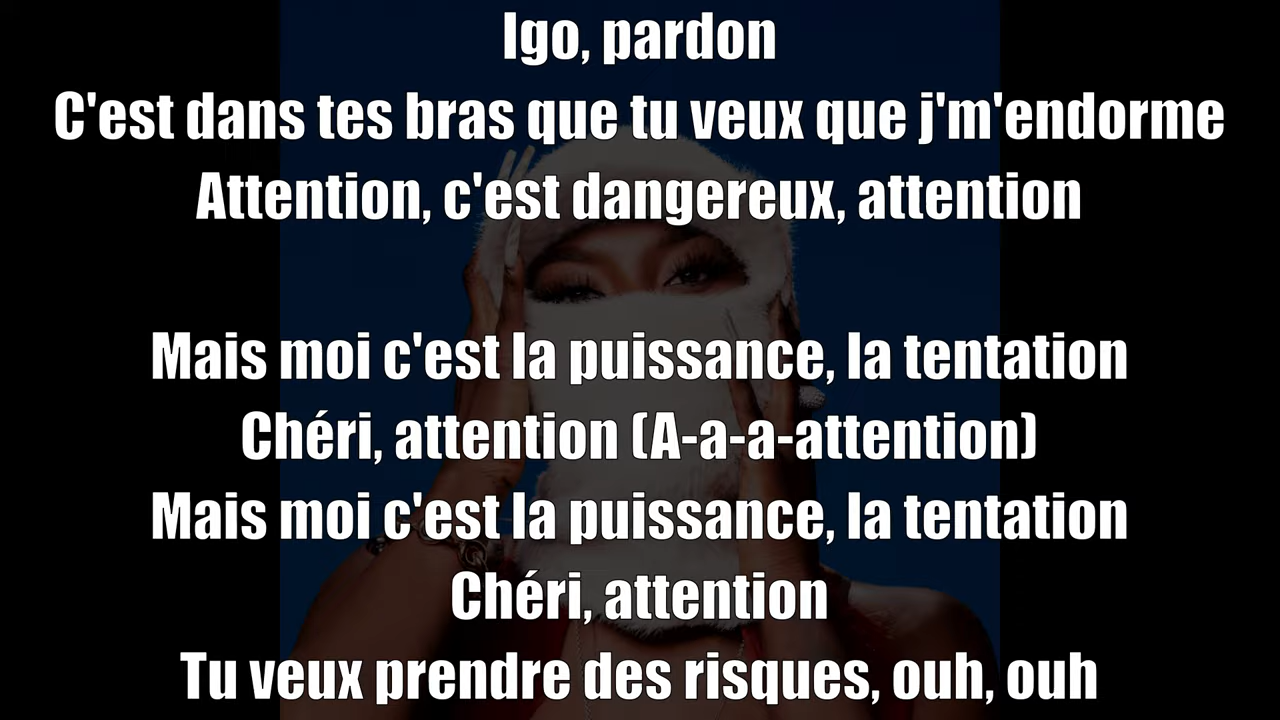 Igo, pardon
C'est dans tes bras que tu veux que j'm'endorme
Attention, c'est dangereux, attention
Mais moi c'est la puissance, la tentation
Chéri, attention (A-a-a-attention)
Mais moi c'est la puissance, la tentation
Chéri, attention
Tu veux prendre des risques, ouh, ouh